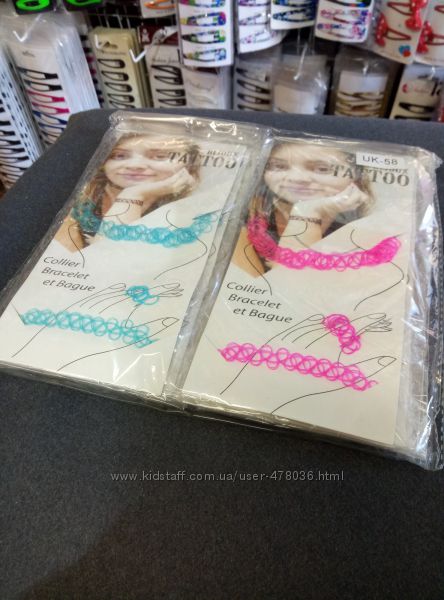 TATTOO
UK-58
TATTOO
Collier
Bracelet
et Bague
Collier
Bracelet
et Bague
www.kidstaff.com.ua/user-478036.html